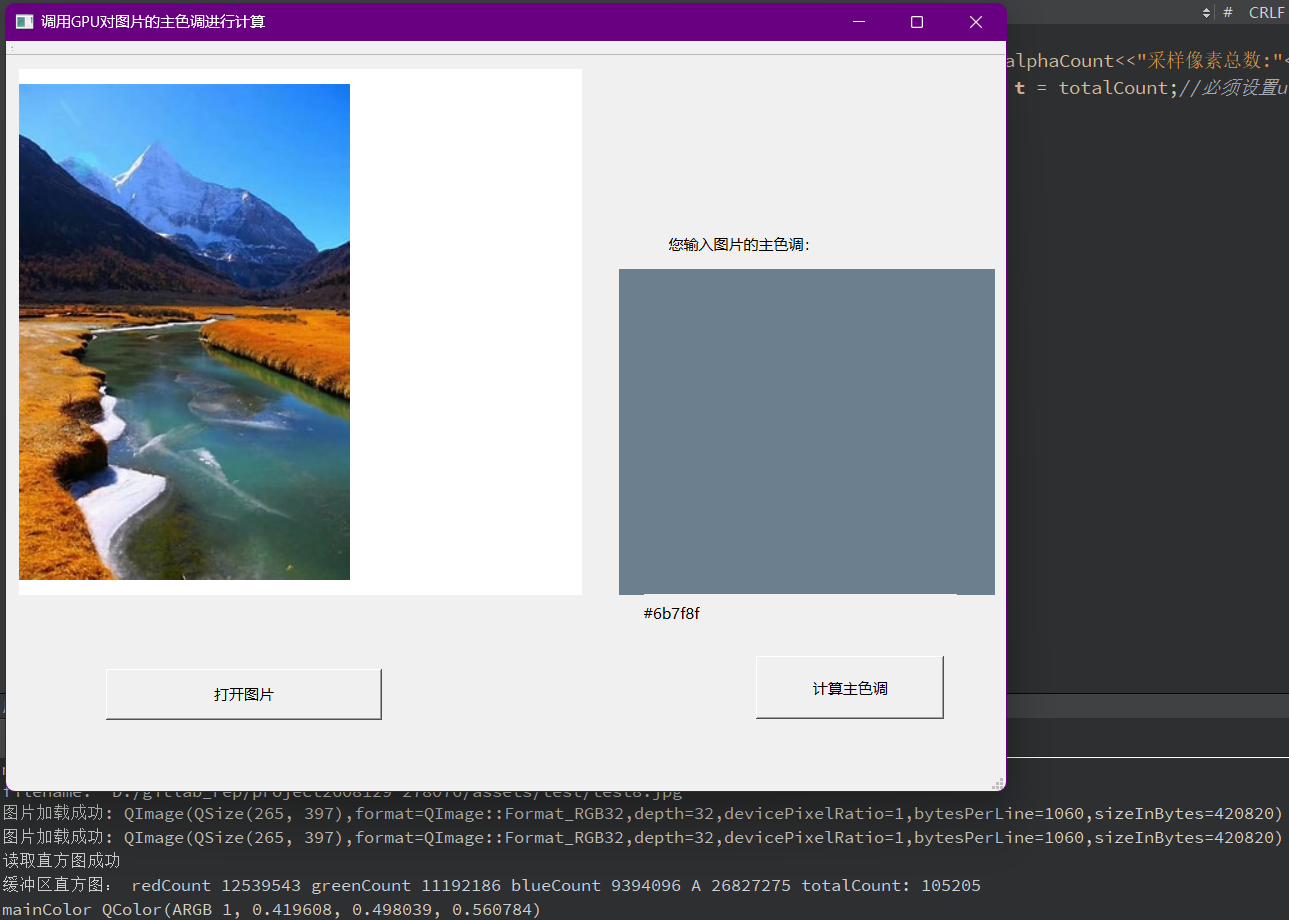 调用GPU对图片的主色调进行计算
# CRLF
alphaCount<<"采样像素总数:"<
t = totalCount;//必须设置u
您输入图片的主色调:
#6b7f8f
打开图片
计算主色调
filename: "D:/gitlab_rep/project2608129-278076/assets/test/test8.jpg
图片加载成功: QImage(QSize(265, 397),format=QImage::Format_RGB32,depth=32,devicePixelRatio=1,bytesPerLine=1060,sizeInBytes=420820)
图片加载成功: QImage(QSize(265, 397),format=QImage::Format_RGB32,depth=32,devicePixelRatio=1,bytesPerLine=1060,sizeInBytes=420820)
读取直方图成功
缓冲区直方图: redCount 12539543 greenCount 11192186 blueCount 9394096 A 26827275 totalCount: 105205
mainColor QColor(ARGB 1, 0.419608, 0.498039, 0.560784)